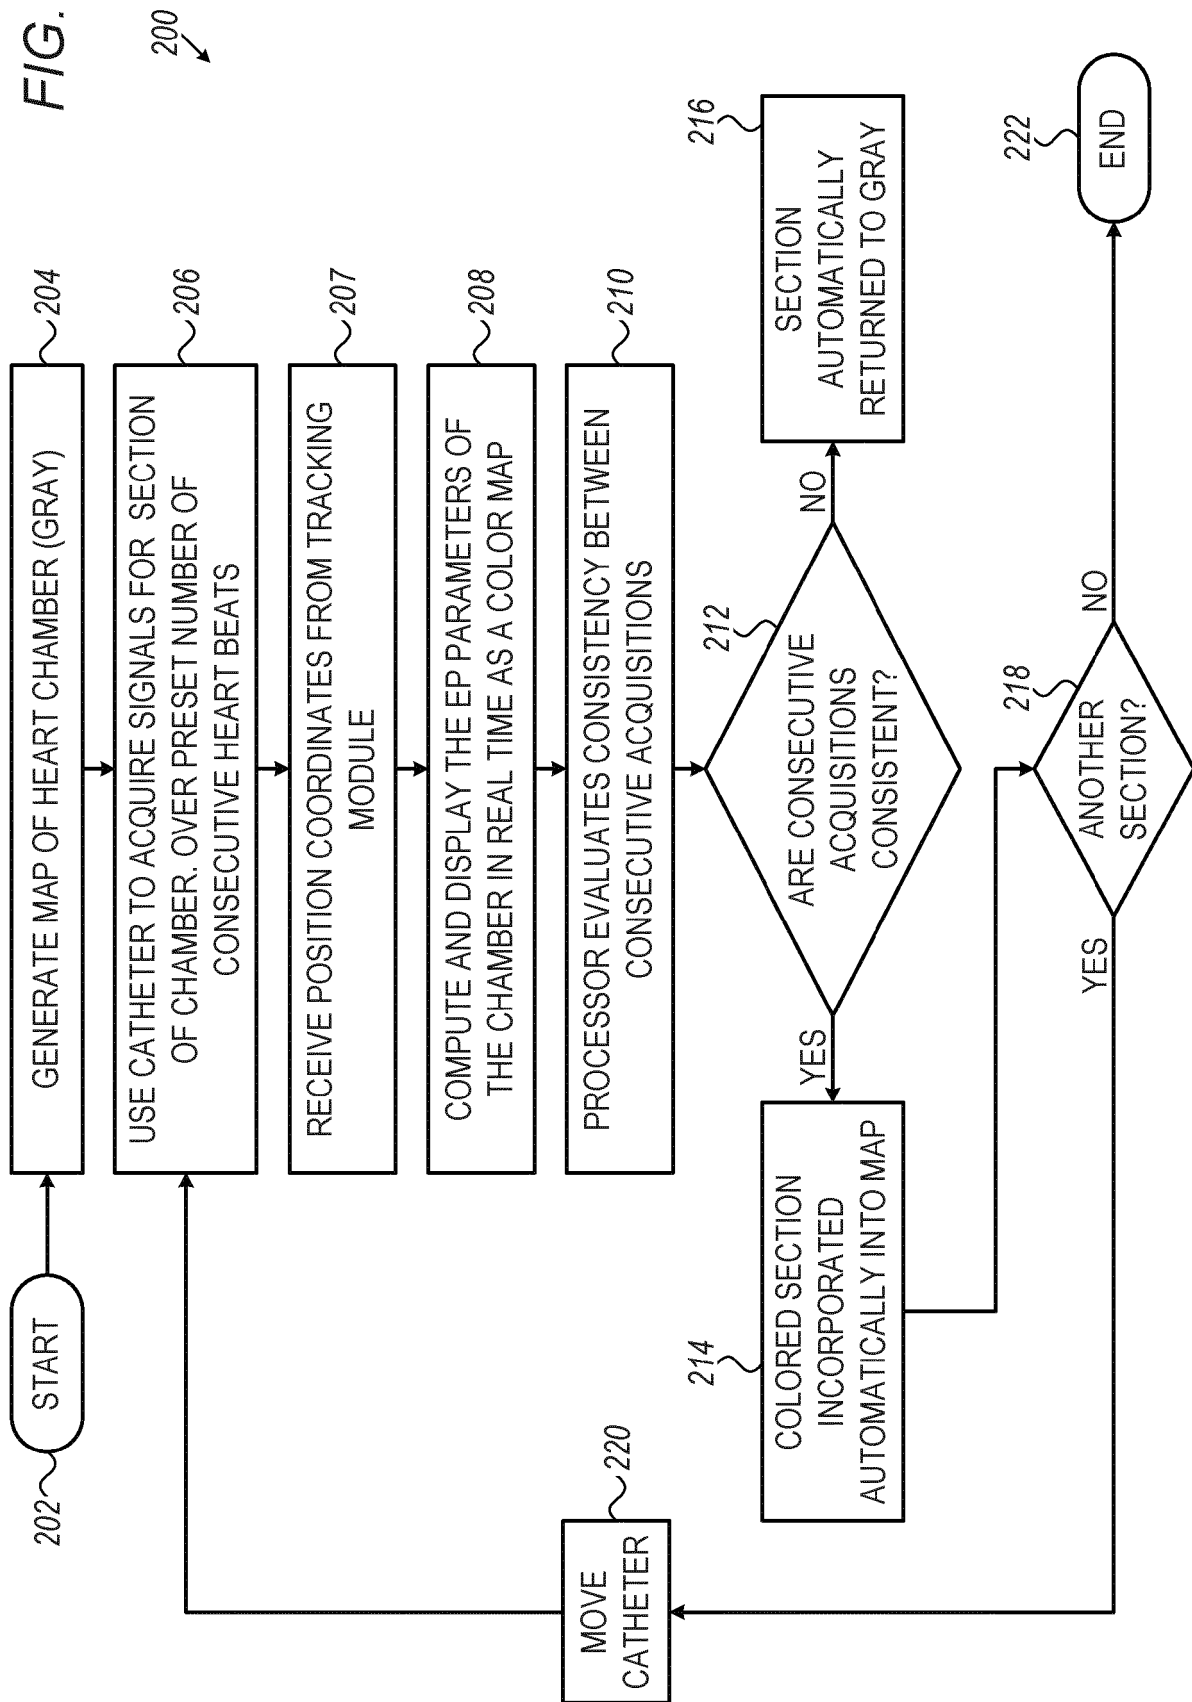 FIG.
200
START
202
GENERATE MAP OF HEART CHAMBER (GRAY)
204
USE CATHETER TO ACQUIRE SIGNALS FOR SECTION
OF CHAMBER. OVER PRESET NUMBER OF
CONSECUTIVE HEART BEATS
206
RECEIVE POSITION COORDINATES FROM TRACKING
MODULE
207
COMPUTE AND DISPLAY THE EP PARAMETERS OF
THE CHAMBER IN REAL TIME AS A COLOR MAP
208
PROCESSOR EVALUATES CONSISTENCY BETWEEN
CONSECUTIVE ACQUISITIONS
210
ARE CONSECUTIVE
ACQUISITIONS
CONSISTENT?
212
YES
NO
COLORED SECTION
INCORPORATED
AUTOMATICALLY INTO MAP
214
SECTION
AUTOMATICALLY
RETURNED TO GRAY
216
ANOTHER
SECTION?
218
YES
NO
MOVE
CATHETER
220
END
222